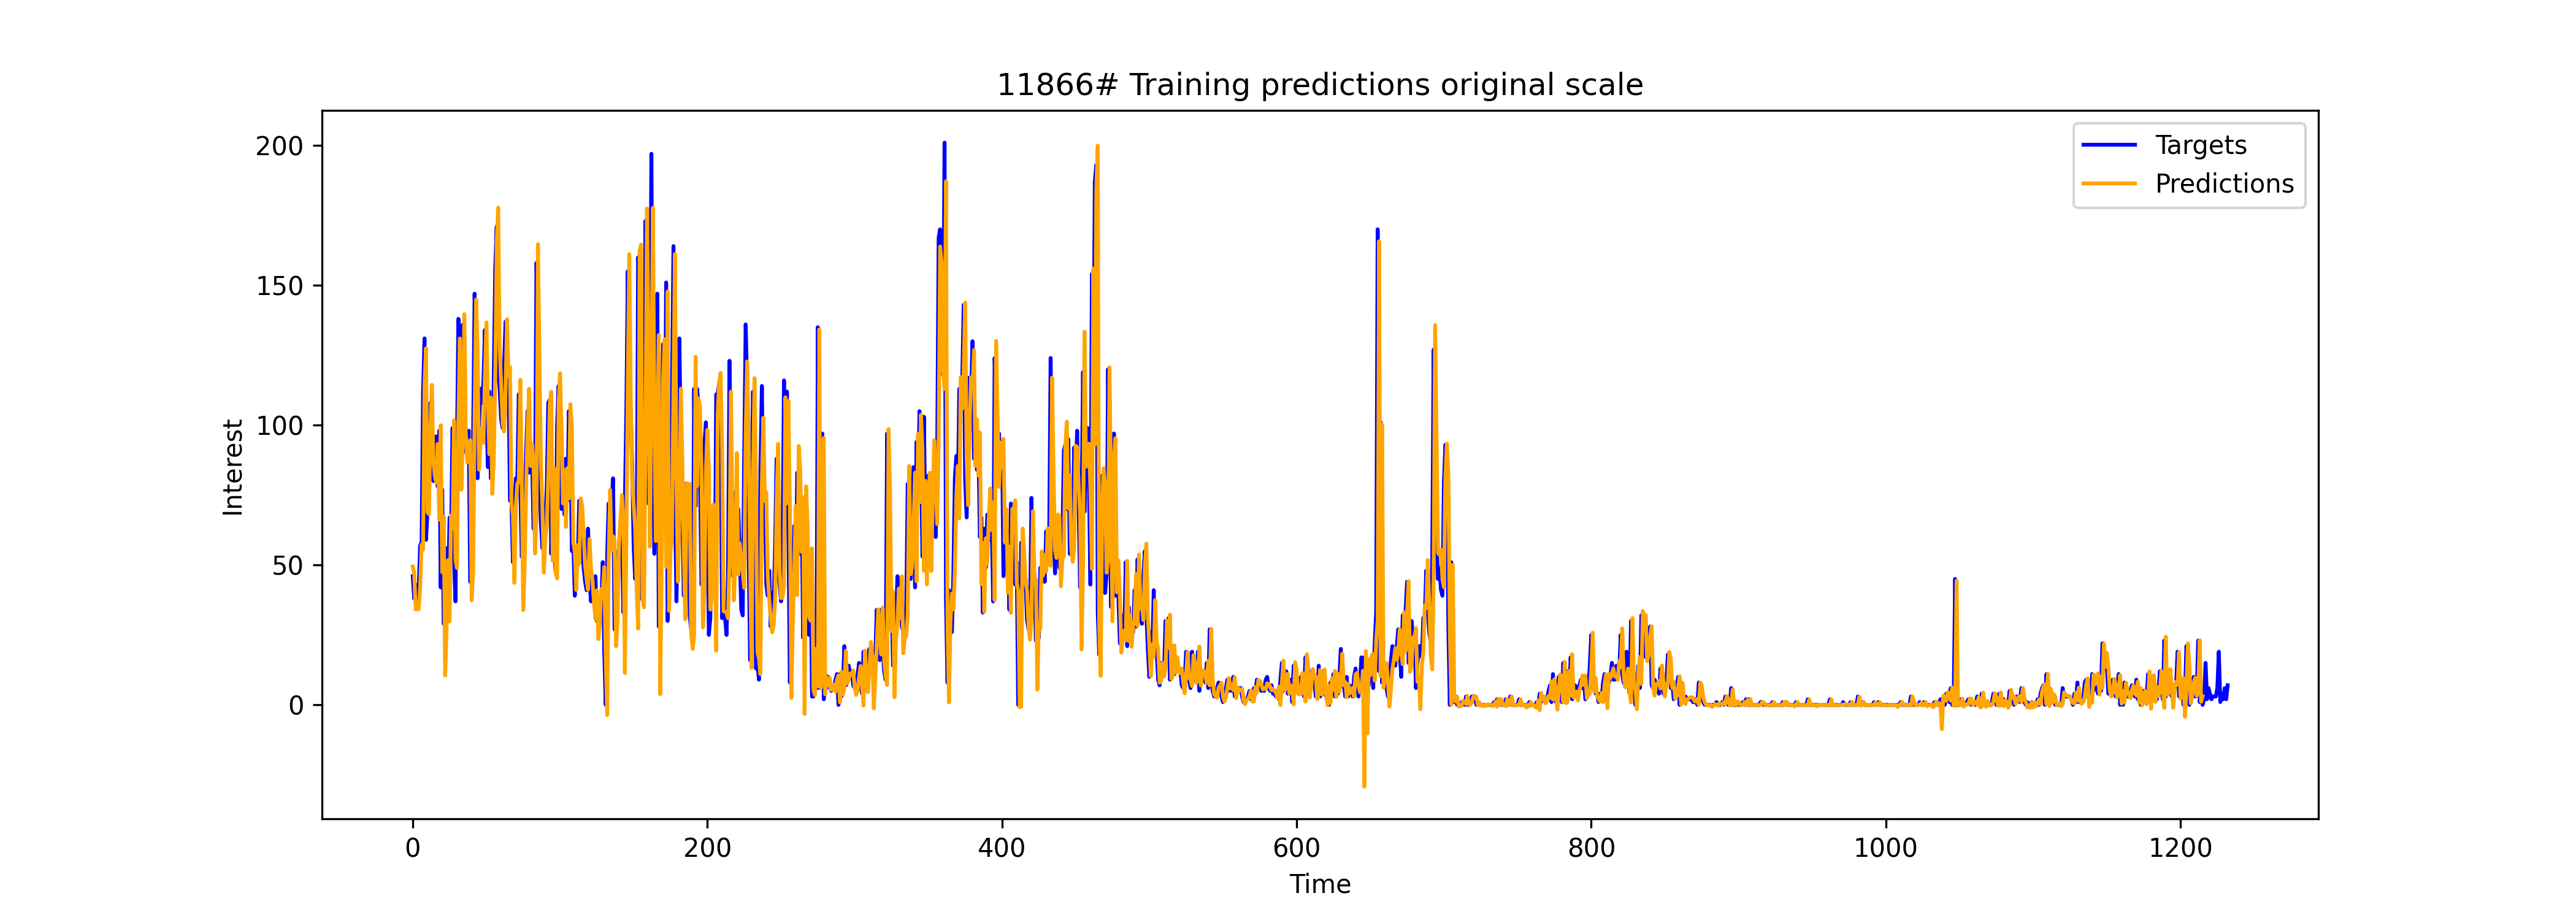 11866# Training predictions original scale
Targets
Predictions
200
150
100
50
0
Interest
0 200 400 600 800 1000 1200
Time